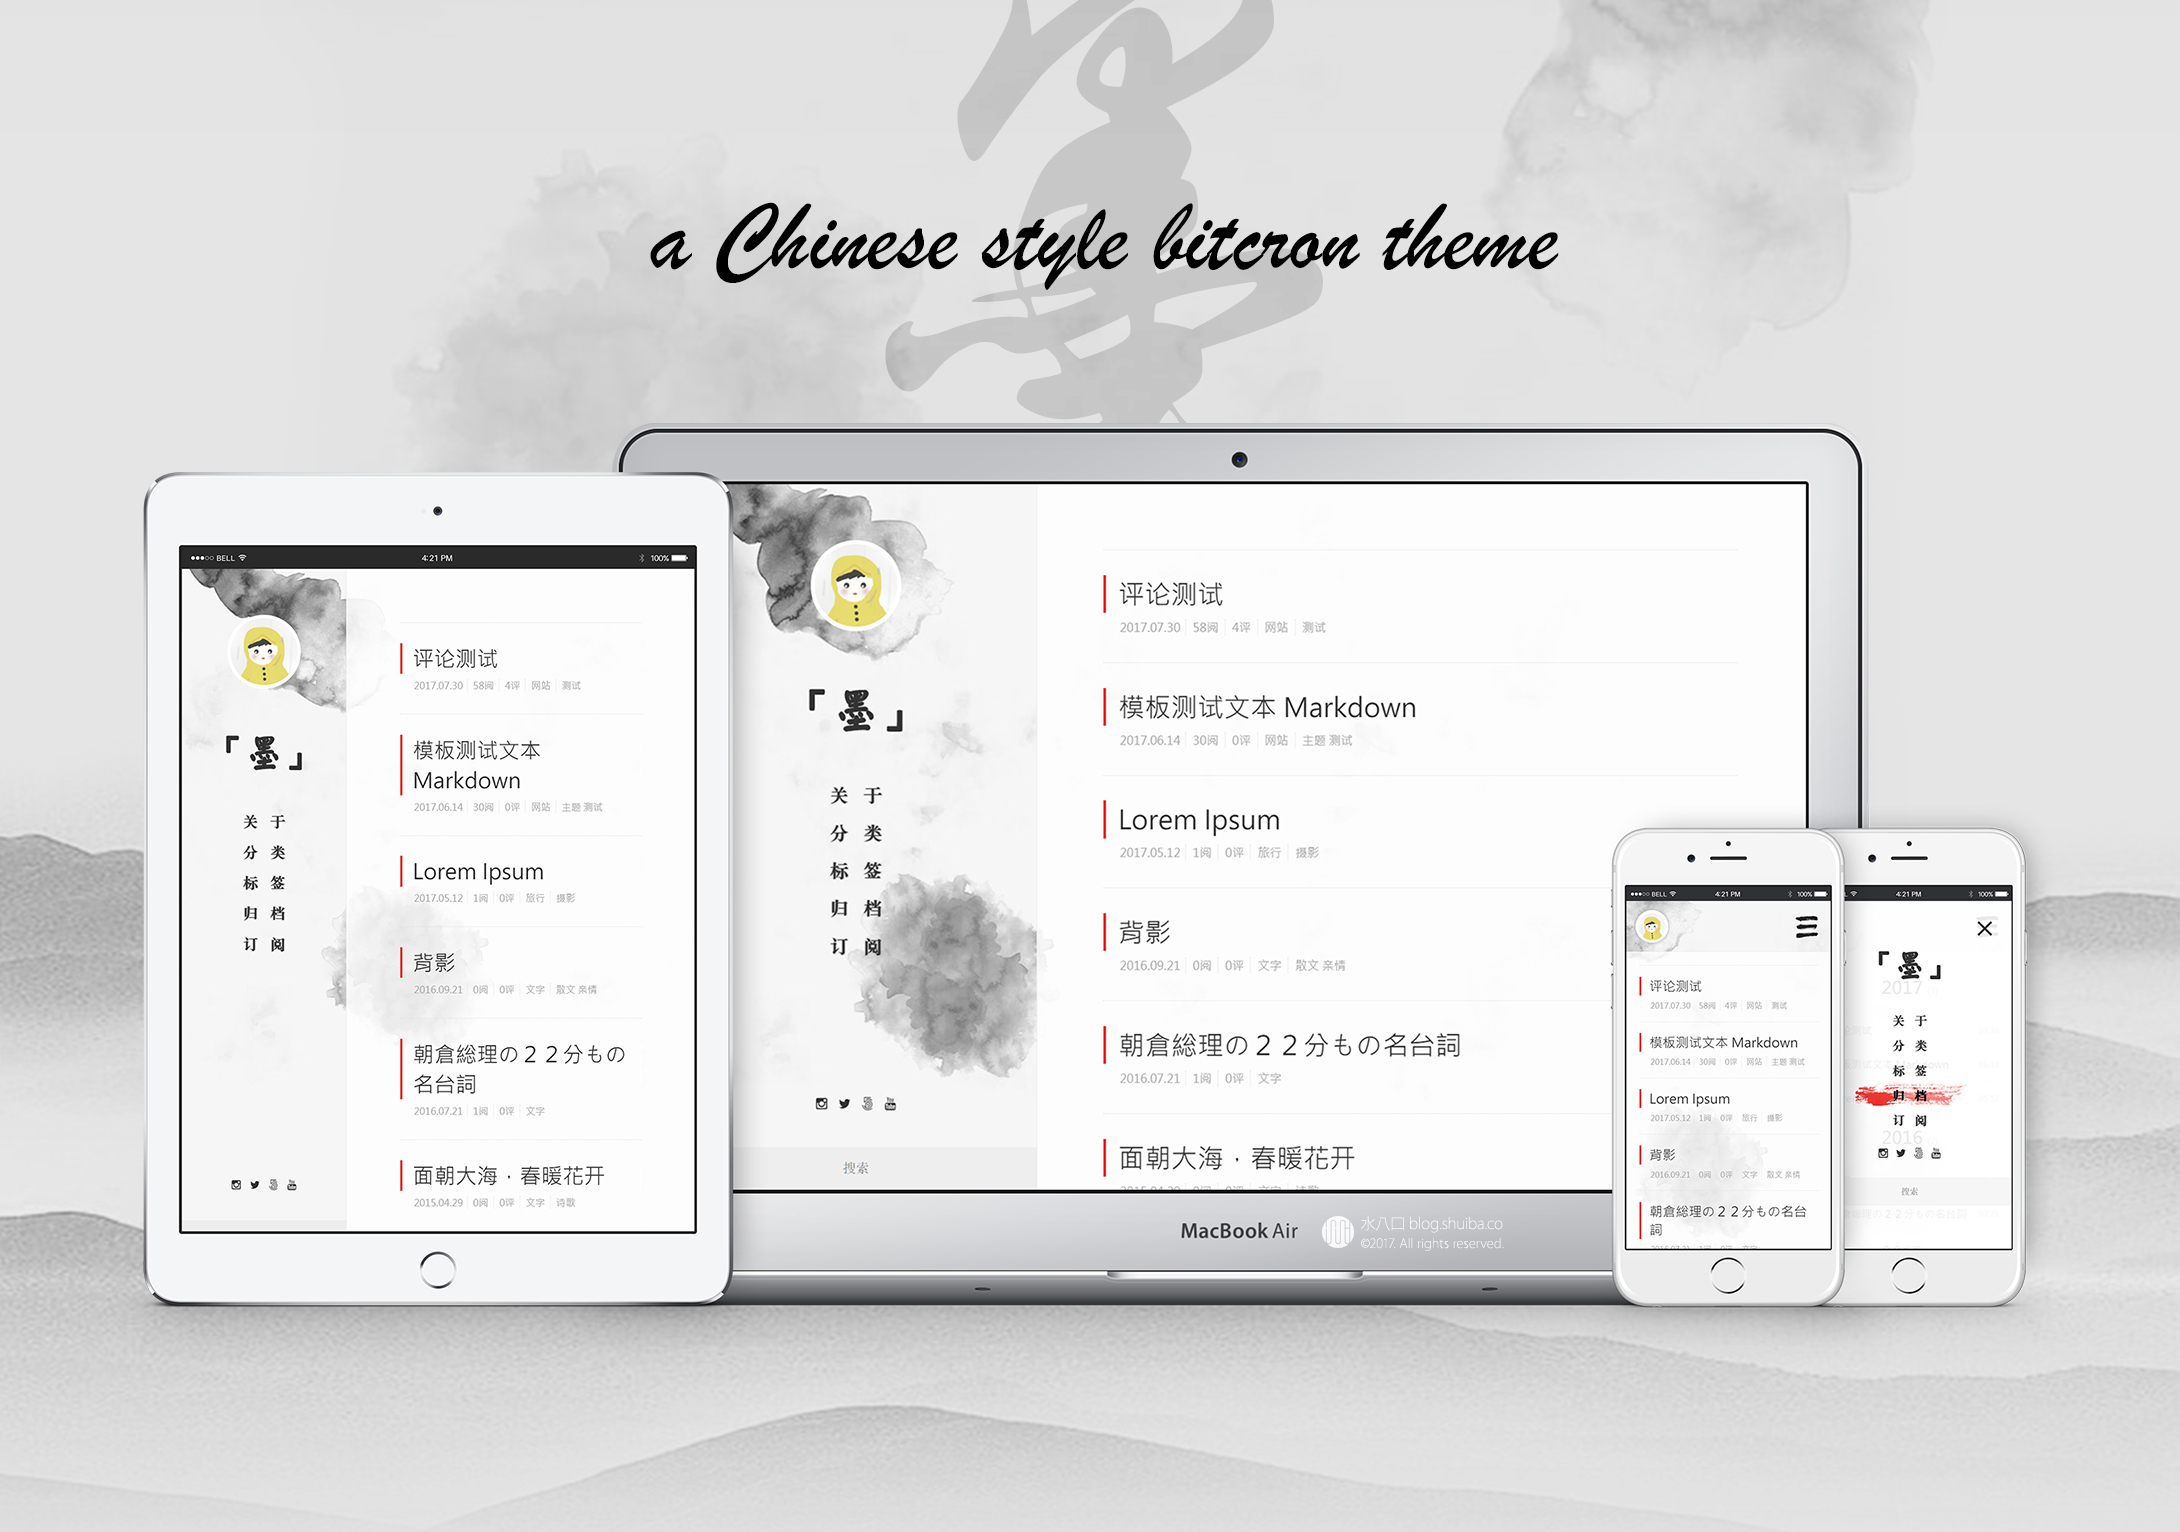 a Chinese style bitcron theme
●●●○○ BELL 4:21 PM 100%
「墨」
关于
分类
标签
归档
订阅
评论测试
2017.07.30 58阅 4评 网站 测试
模板测试文本
Markdown
2017.06.14 30阅 0评 网站 主题 测试
Lorem Ipsum
2017.05.12 1阅 0评 旅行 摄影
背影
2016.09.21 0阅 0评 文字 散文 亲情
朝倉総理の２２分もの
名台詞
2016.07.21 1阅 0评 文字
面朝大海，春暖花开
2015.04.29 0阅 0评 文字 诗歌
「墨」
关于
分类
标签
归档
订阅
搜索
评论测试
2017.07.30 58阅 4评 网站 测试
模板测试文本 Markdown
2017.06.14 30阅 0评 网站 主题 测试
Lorem Ipsum
2017.05.12 1阅 0评 旅行 摄影
背影
2016.09.21 0阅 0评 文字 散文 亲情
朝倉総理の２２分もの名台詞
2016.07.21 1阅 0评 文字
面朝大海，春暖花开
MacBook Air
水八口 blog.shuiba.co
©2017. All rights reserved.
●●●○○ BELL 4:21 PM 100%
评论测试
2017.07.30 58阅 4评 网站 测试
模板测试文本 Markdown
2017.06.14 30阅 0评 网站 主题 测试
Lorem Ipsum
2017.05.12 1阅 0评 旅行 摄影
背影
2016.09.21 0阅 0评 文字 散文 亲情
朝倉総理の２２分もの名台
詞
4:21 PM 100%
「墨」
2017
关于
分类
标签
归档
订阅
2016
搜索